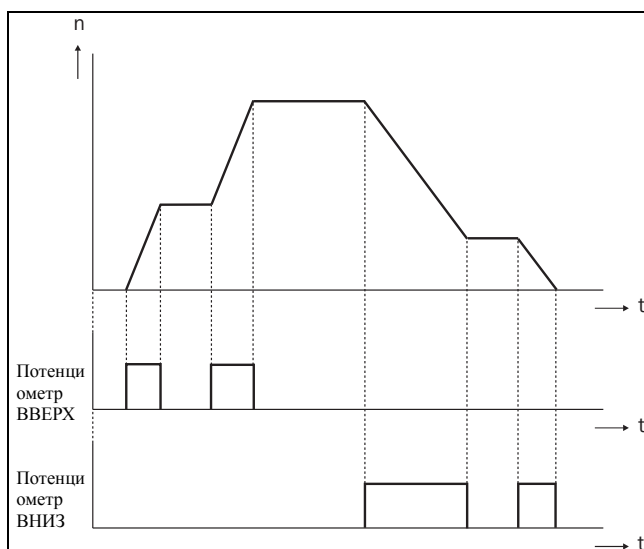 n
t
Потенци
ометр
ВВЕРХ
t
Потенци
ометр
ВНИЗ
t